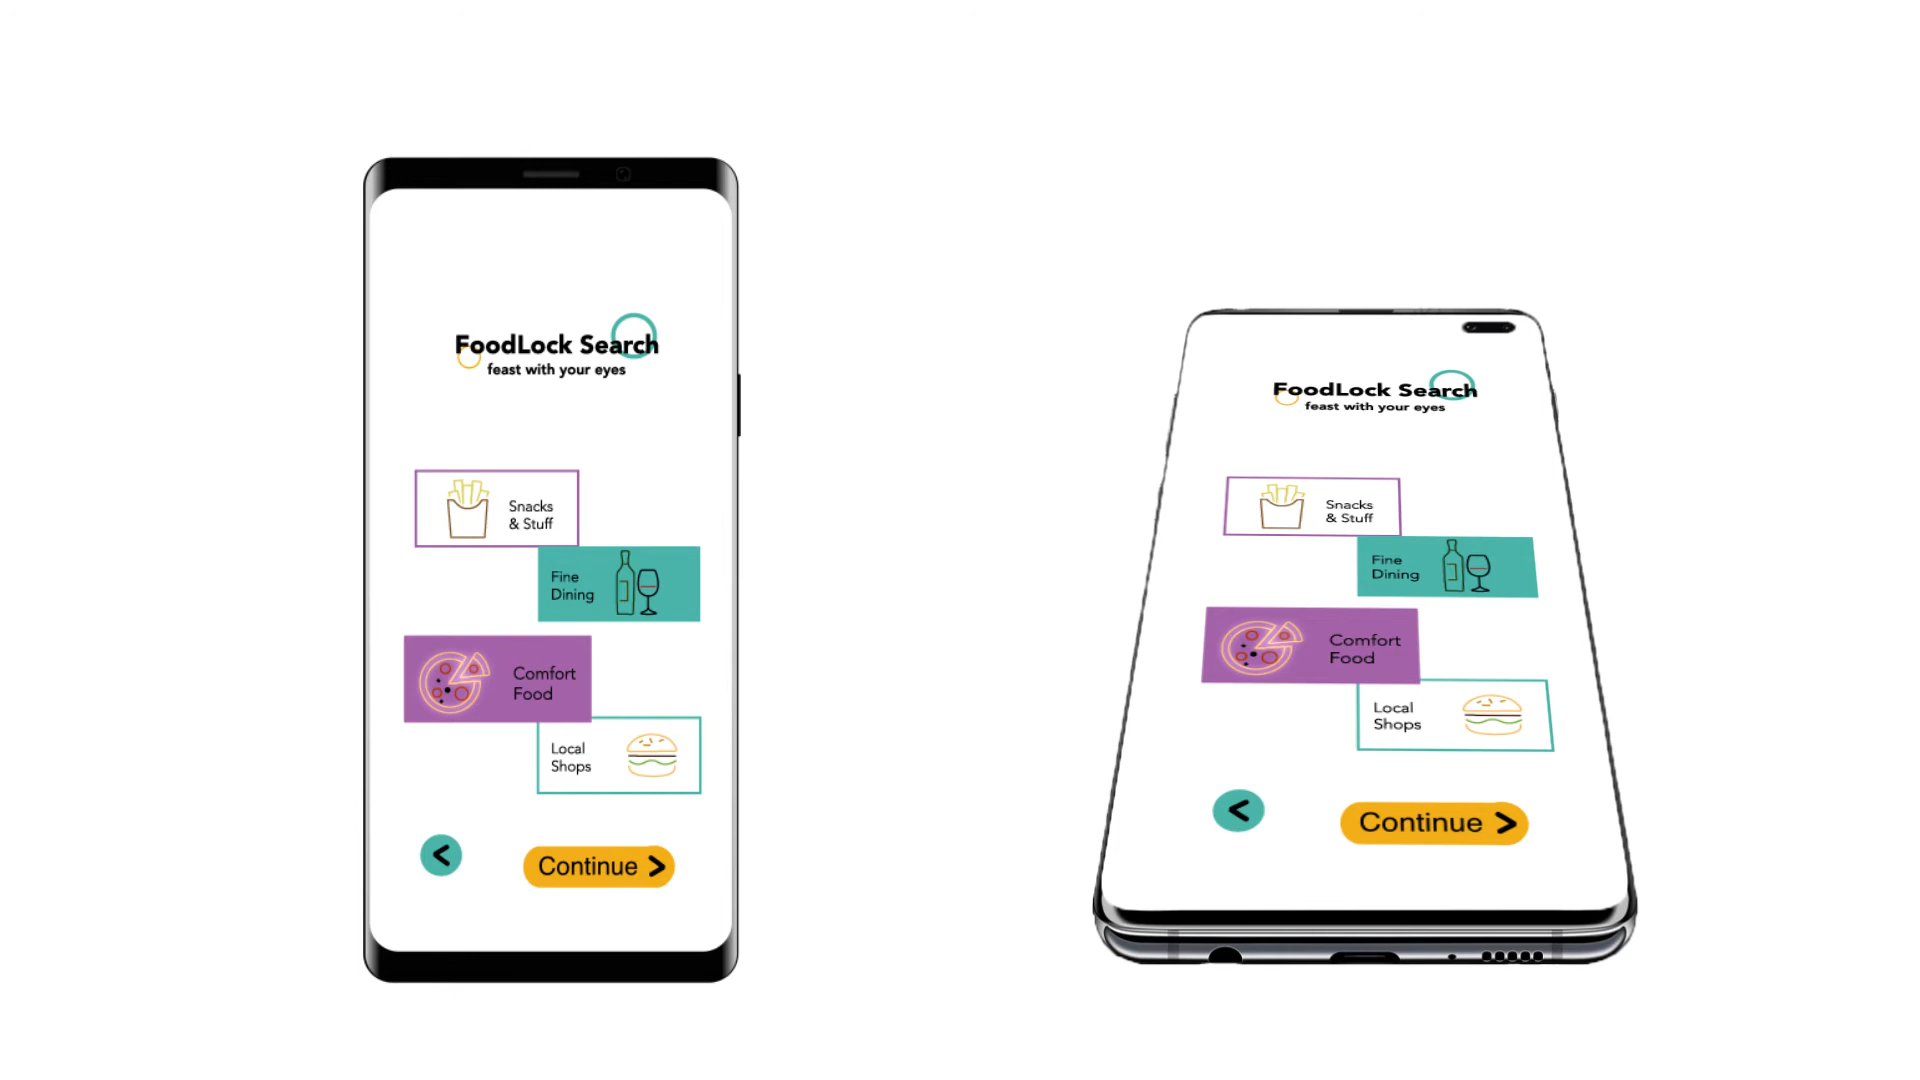 FoodLock Search
feast with your eyes
Snacks
& Stuff
Fine
Dining
Comfort
Food
Local
Shops
<
Continue >
FoodLock Search
feast with your eyes
Snacks
& Stuff
Fine
Dining
Comfort
Food
Local
Shops
<
Continue >